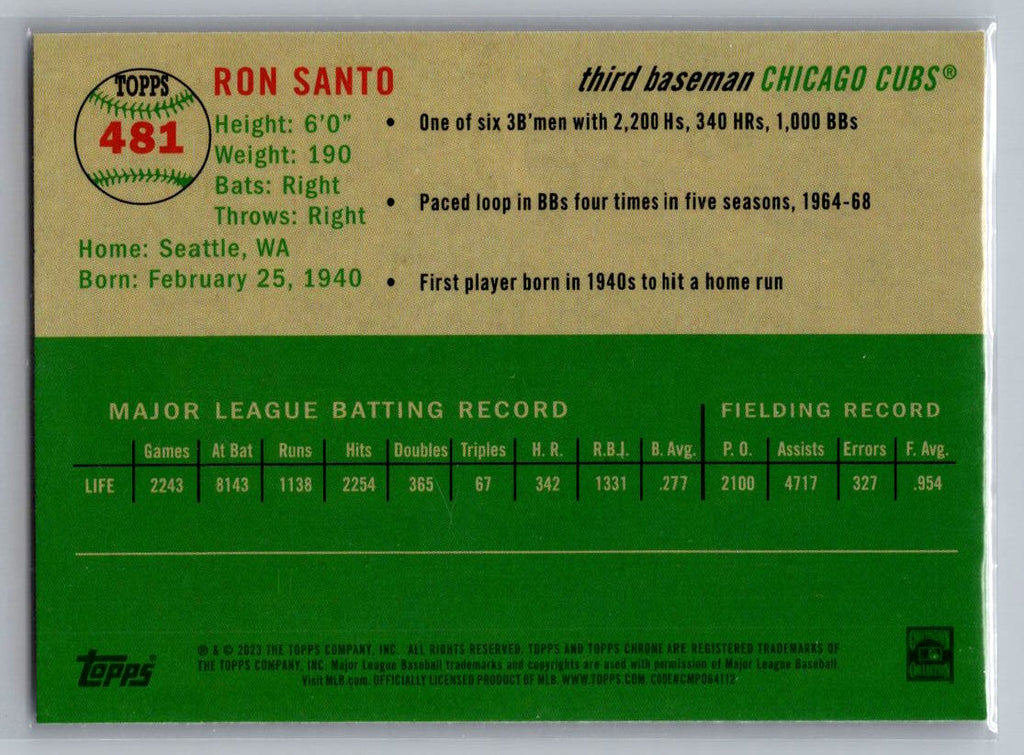 TOPPS
481
RON SANTO
third baseman CHICAGO CUBS®
Height: 6'0"
Weight: 190
Bats: Right
Throws: Right
Home: Seattle, WA
Born: February 25, 1940
• One of six 3B'men with 2,200 Hs, 340 HRs, 1,000 BBs
• Paced loop in BBs four times in five seasons, 1964-68
• First player born in 1940s to hit a home run
MAJOR LEAGUE BATTING RECORD FIELDING RECORD
Games At Bat Runs Hits Doubles Triples H. R. R.B.I. B. Avg. P. O. Assists Errors F. Avg.
LIFE 2243 8143 1138 2254 365 67 342 1331 .277 2100 4717 327 .954
Topps®
® & © 2023 THE TOPPS COMPANY, INC. ALL RIGHTS RESERVED. TOPPS AND TOPPS CHROME ARE REGISTERED TRADEMARKS OF
THE TOPPS COMPANY, INC. Major League Baseball trademarks and copyrights are used with permission of Major League Baseball.
Visit MLB.com. OFFICIALLY LICENSED PRODUCT OF MLB. WWW.TOPPS.COM. CODE#CMP064112